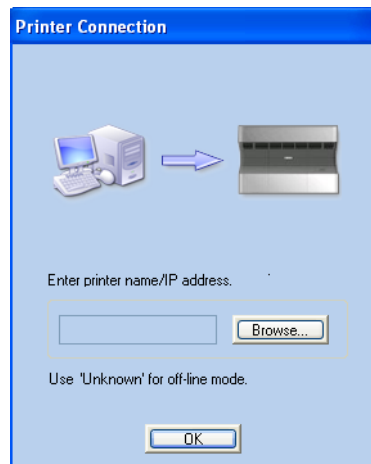 Printer Connection
Enter printer name/IP address.
Browse...
Use 'Unknown' for off-line mode.
OK